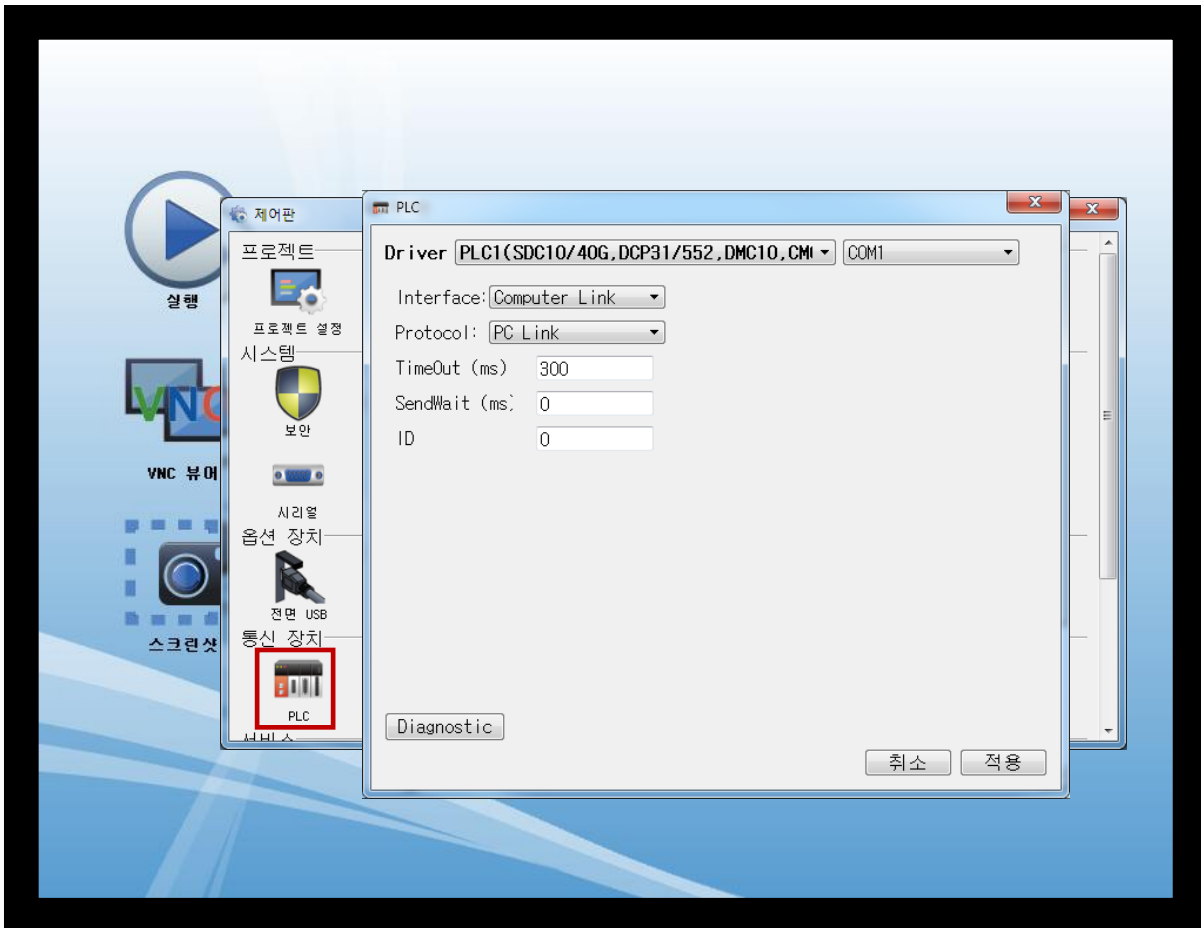 실행
VNC 뷰어
스크린샷
제어판
프로젝트
프로젝트 설정
시스템
보안
시리얼
옵션 장치
전면 USB
통신 장치
PLC
서비스
PLC
Driver PLC1(SDC10/40G,DCP31/552,DMC10,CM COM1
Interface: Computer Link
Protocol: PC Link
TimeOut (ms) 300
SendWait (ms) 0
ID 0
Diagnostic
취소 적용